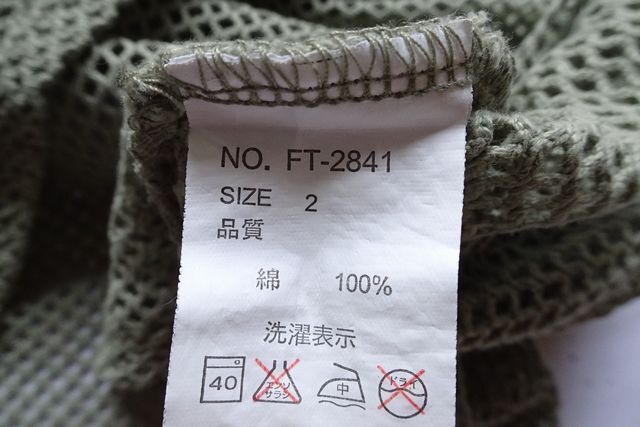 NO. FT-2841
SIZE 2
品質
綿 100%
洗濯表示
40 エンソ サラシ 中 ドライ